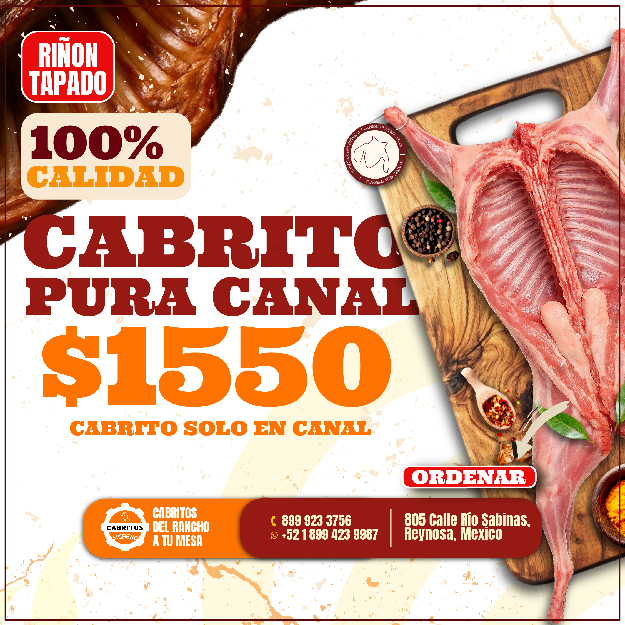 RIÑON
TAPADO
100%
CALIDAD
CABRITO
PURA CANAL
$1550
CABRITO SOLO EN CANAL
ORDENAR
CABRITOS
CABRITOS
DEL RANCHO
A TU MESA
899 923 3756
+52 1 899 423 9987
805 Calle Río Sabinas,
Reynosa, Mexico